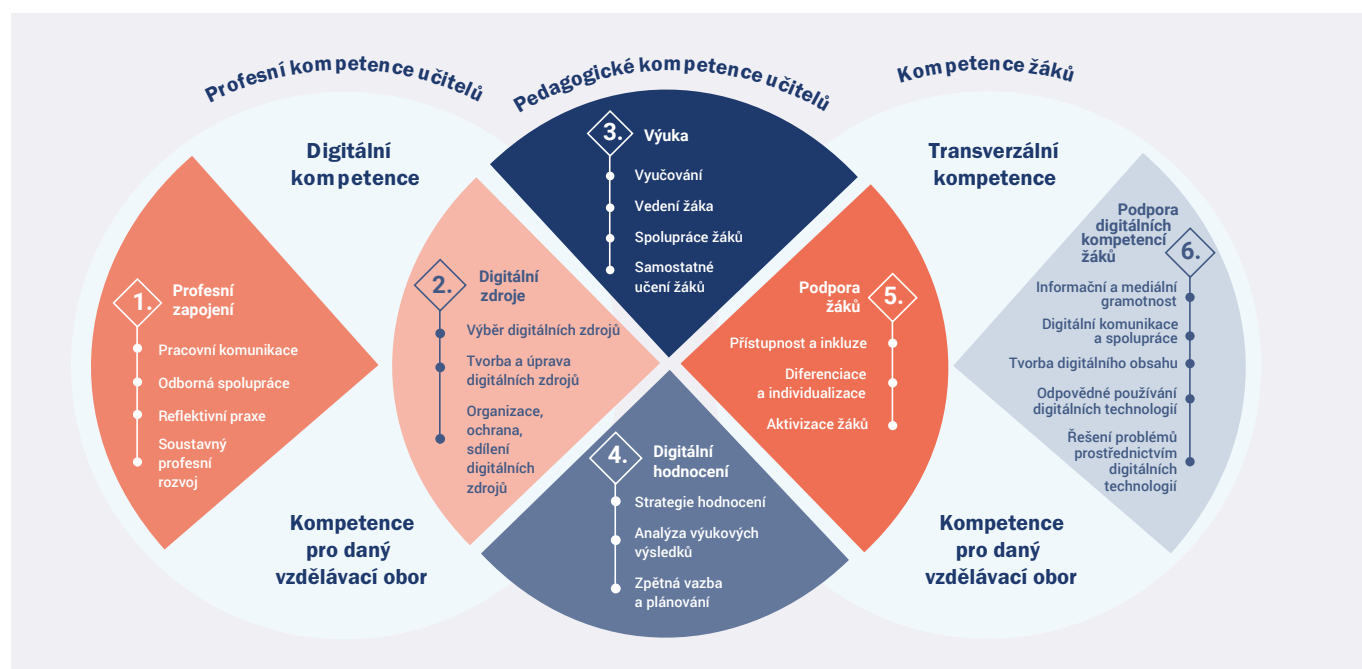 Profesní kompetence učitelů
Pedagogické kompetence učitelů
Kompetence žáků
Digitální
kompetence
Transverzální
kompetence
1.
Profesní
zapojení
Pracovní komunikace
Odborná spolupráce
Reflektivní praxe
Soustavný
profesní
rozvoj
2.
Digitální
zdroje
Výběr digitálních zdrojů
Tvorba a úprava
digitálních zdrojů
Organizace,
ochrana,
sdílení
digitálních
zdrojů
3.
Výuka
Vyučování
Vedení žáka
Spolupráce žáků
Samostatné
učení žáků
4.
Digitální
hodnocení
Strategie hodnocení
Analýza výukových
výsledků
Zpětná vazba
a plánování
5.
Podpora
žáků
Přístupnost a inkluze
Diferenciace
a individualizace
Aktivizace žáků
6.
Podpora
digitálních
kompetencí
žáků
Informační a mediální
gramotnost
Digitální komunikace
a spolupráce
Tvorba digitálního obsahu
Odpovědné používání
digitálních technologií
Řešení problémů
prostřednictvím
digitálních
technologií
Kompetence
pro daný
vzdělávací obor
Kompetence
pro daný
vzdělávací obor